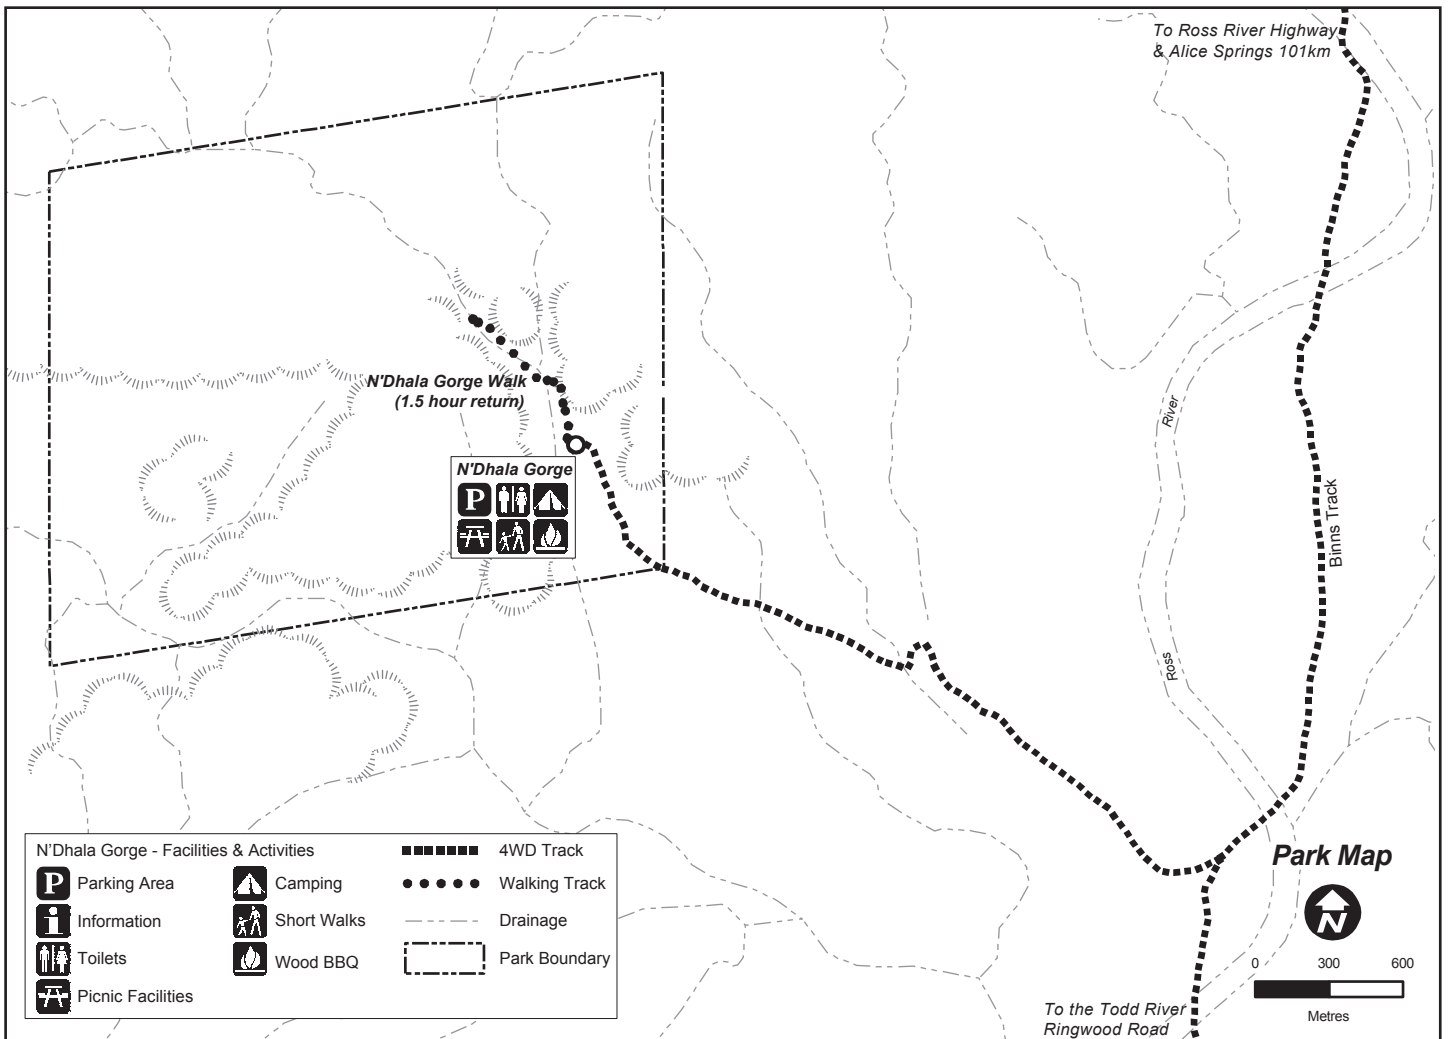 To Ross River Highway
& Alice Springs 101km
N'Dhala Gorge Walk
(1.5 hour return)
River
N'Dhala Gorge
P
Binns Track
Ross
N'Dhala Gorge - Facilities & Activities
P Parking Area
i Information
Toilets
Picnic Facilities
Camping
Short Walks
Wood BBQ
4WD Track
Walking Track
Drainage
Park Boundary
Park Map
N
0 300 600
Metres
To the Todd River
Ringwood Road